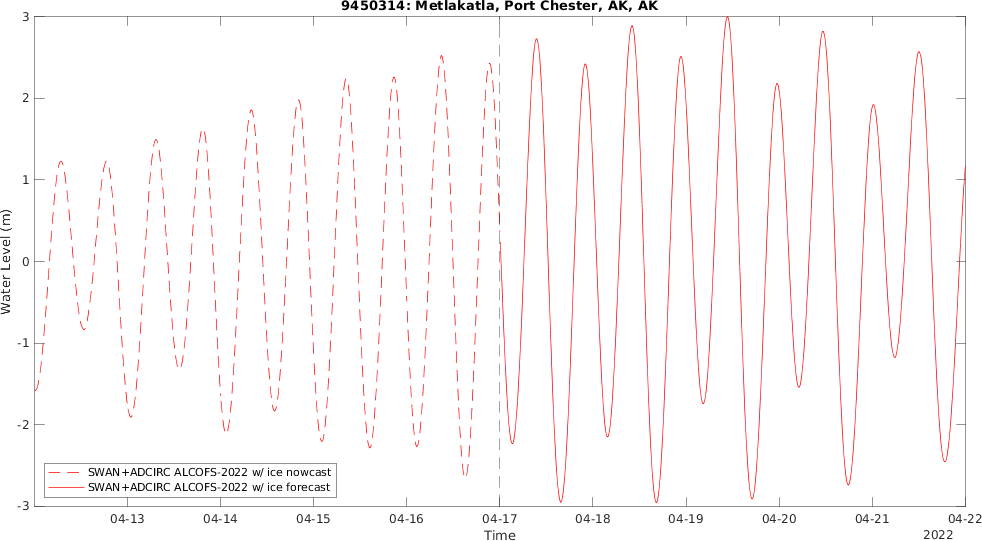 9450314: Metlakatla, Port Chester, AK, AK
Water Level (m)
3
2
1
0
-1
-2
-3
SWAN+ADCIRC ALCOFS-2022 w/ ice nowcast
SWAN+ADCIRC ALCOFS-2022 w/ ice forecast
04-13 04-14 04-15 04-16 04-17 04-18 04-19 04-20 04-21 04-22
Time
2022